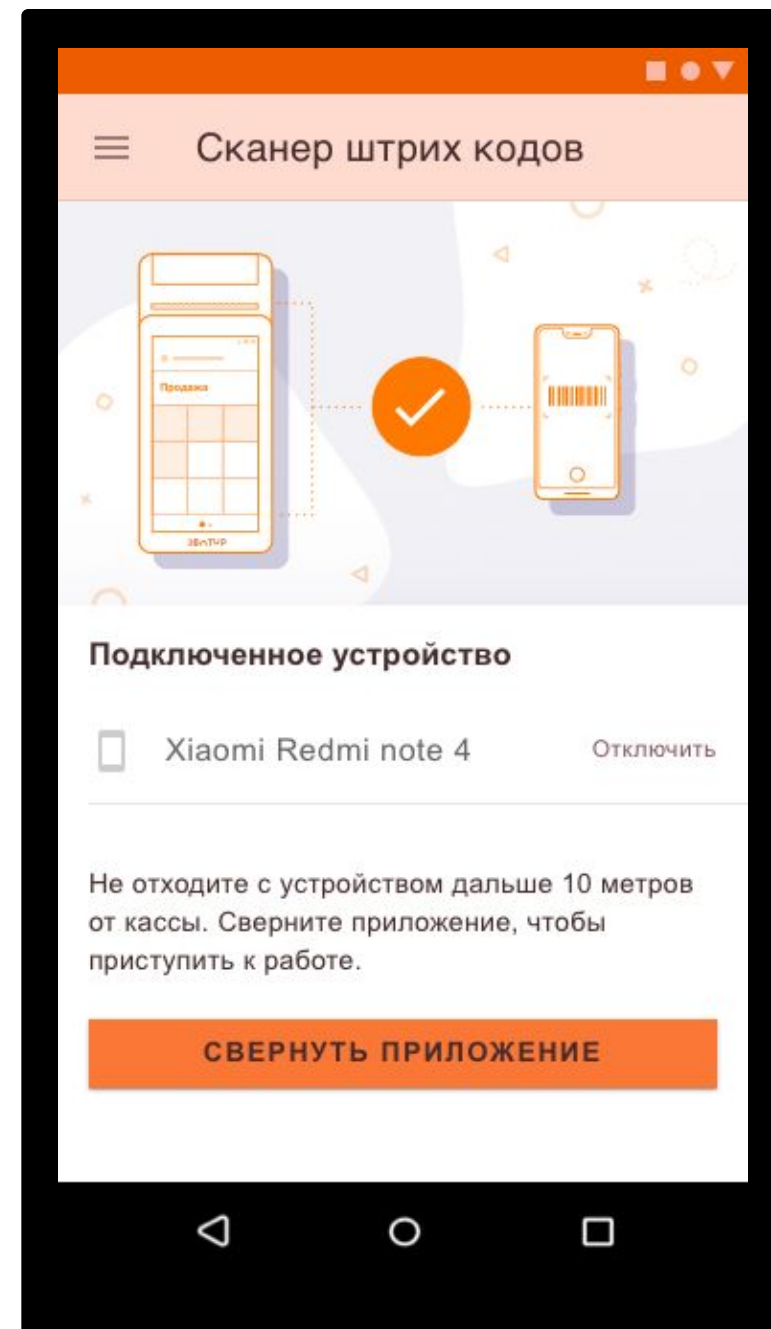 Сканер штрих кодов
Продажа
ЭВОТОР
Подключенное устройство
Xiaomi Redmi note 4
Отключить
Не отходите с устройством дальше 10 метров
от кассы. Сверните приложение, чтобы
приступить к работе.
СВЕРНУТЬ ПРИЛОЖЕНИЕ